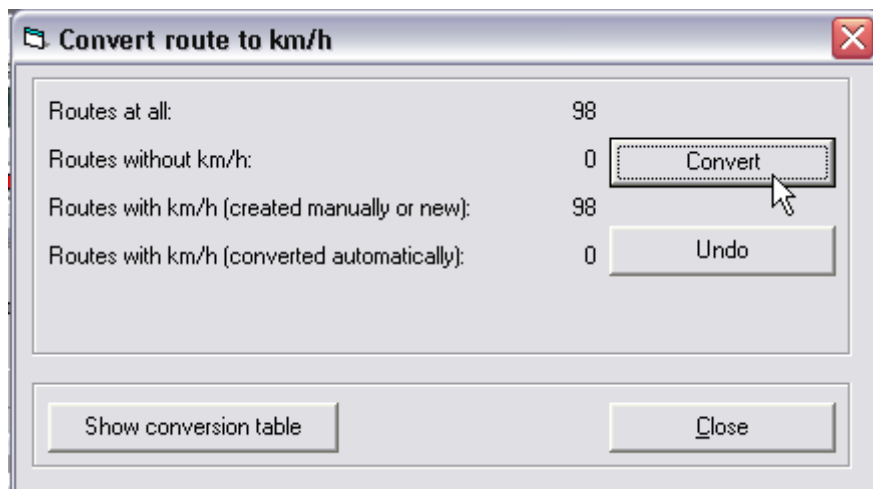 Convert route to km/h
Routes at all: 98
Routes without km/h: 0 Convert
Routes with km/h (created manually or new): 98
Routes with km/h (converted automatically): 0 Undo
Show conversion table Close